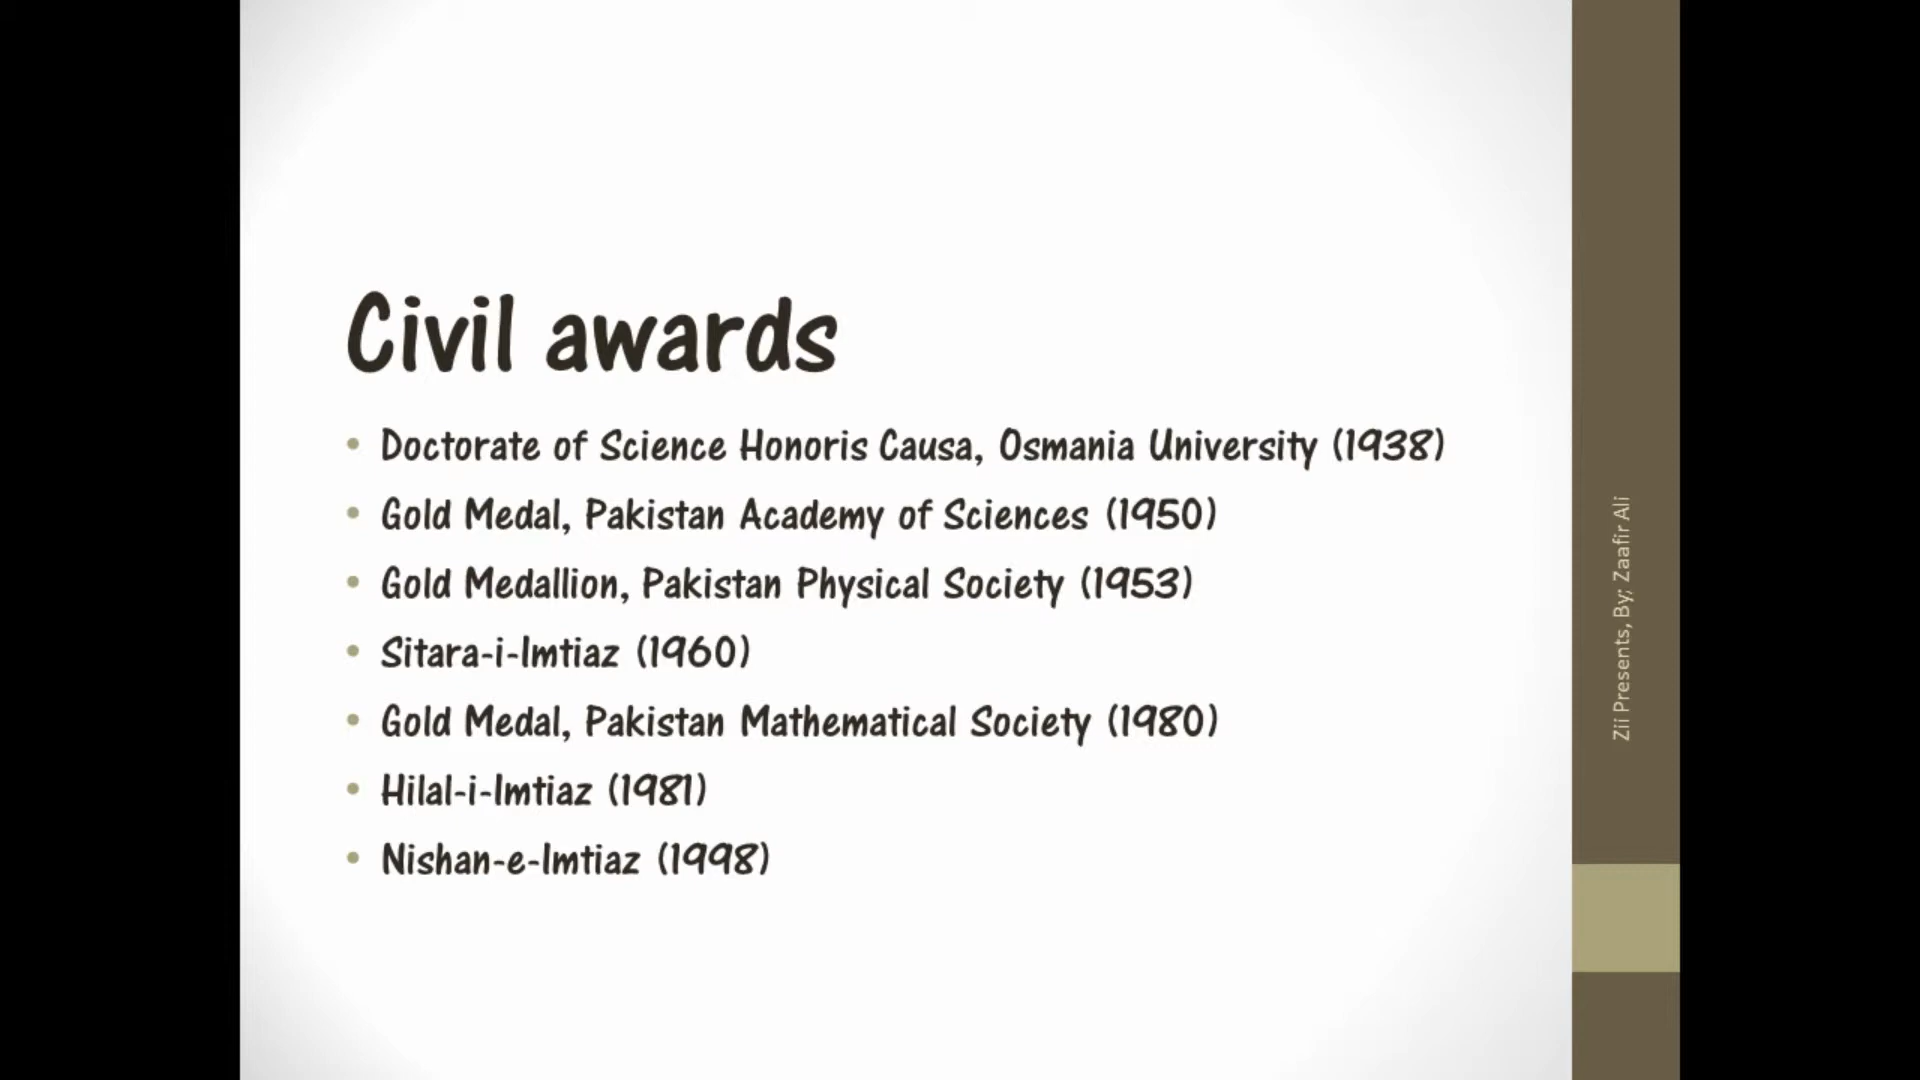 Civil awards
• Doctorate of Science Honoris Causa, Osmania University (1938)
• Gold Medal, Pakistan Academy of Sciences (1950)
• Gold Medallion, Pakistan Physical Society (1953)
• Sitara-i-Imtiaz (1960)
• Gold Medal, Pakistan Mathematical Society (1980)
• Hilal-i-Imtiaz (1981)
• Nishan-e-Imtiaz (1998)
Zii Presents, By; Zaafir Ali